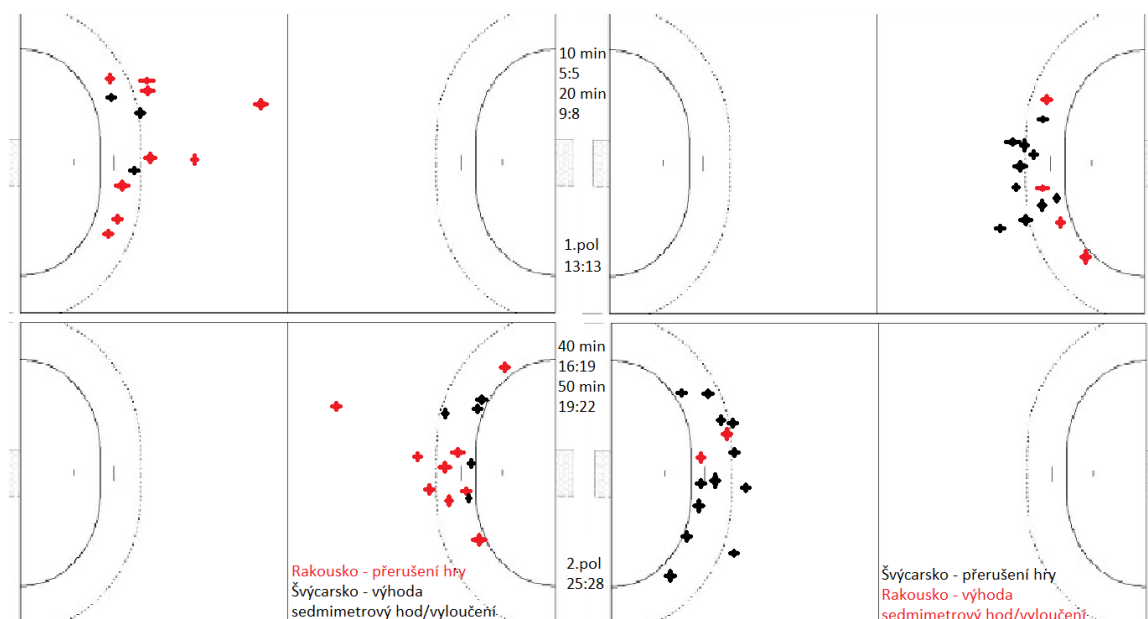 10 min
5:5
20 min
9:8
1.pol
13:13
40 min
16:19
50 min
19:22
2.pol
25:28
Rakousko - přerušení hry
Švýcarsko - výhoda
sedmimetrový hod/vyloučení
Švýcarsko - přerušení hry
Rakousko - výhoda
sedmimetrový hod/vyloučení